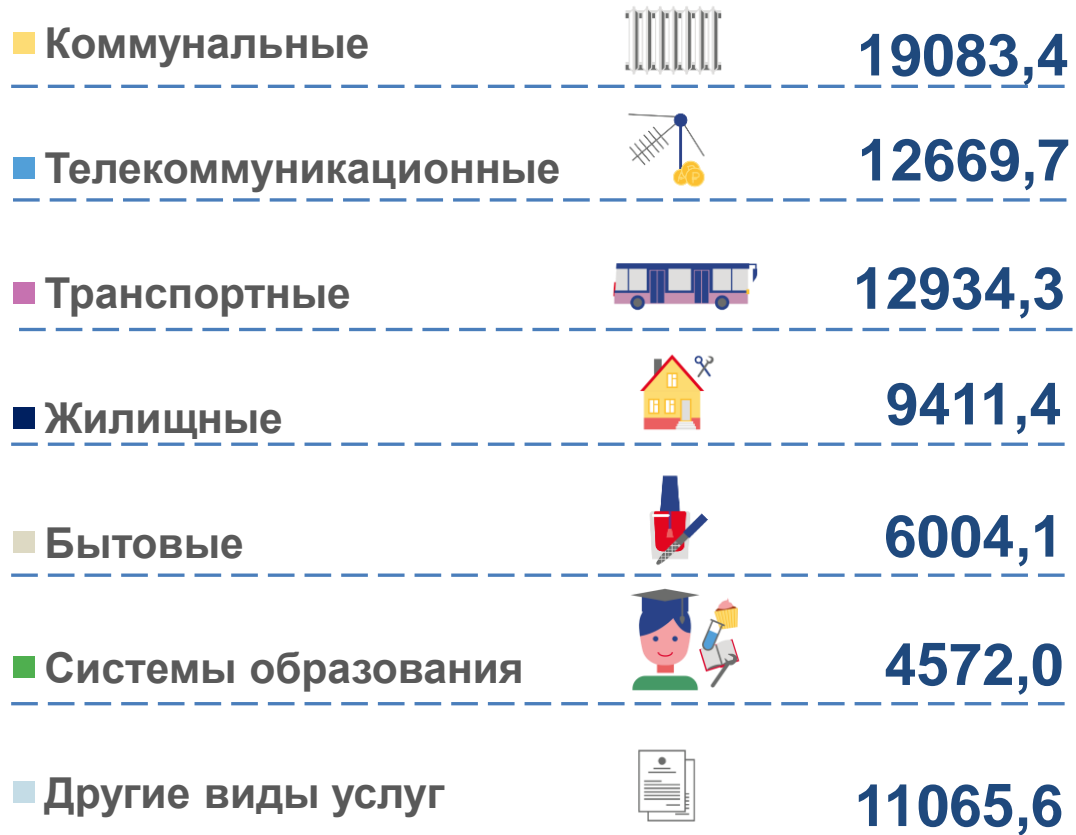 Коммунальные 19083,4
Телекоммуникационные 12669,7
Транспортные 12934,3
Жилищные 9411,4
Бытовые 6004,1
Системы образования 4572,0
Другие виды услуг 11065,6